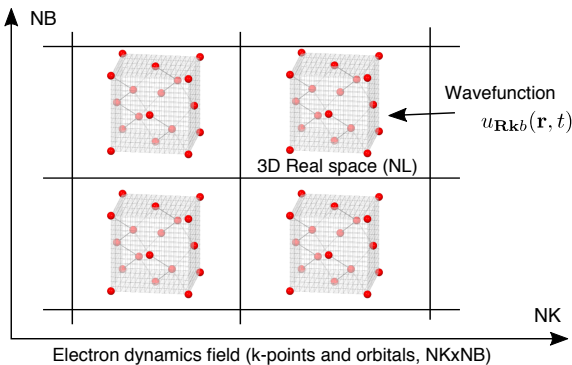 NB
Wavefunction
u_{Rkb}(r, t)
3D Real space (NL)
NK
Electron dynamics field (k-points and orbitals, NKxNB)